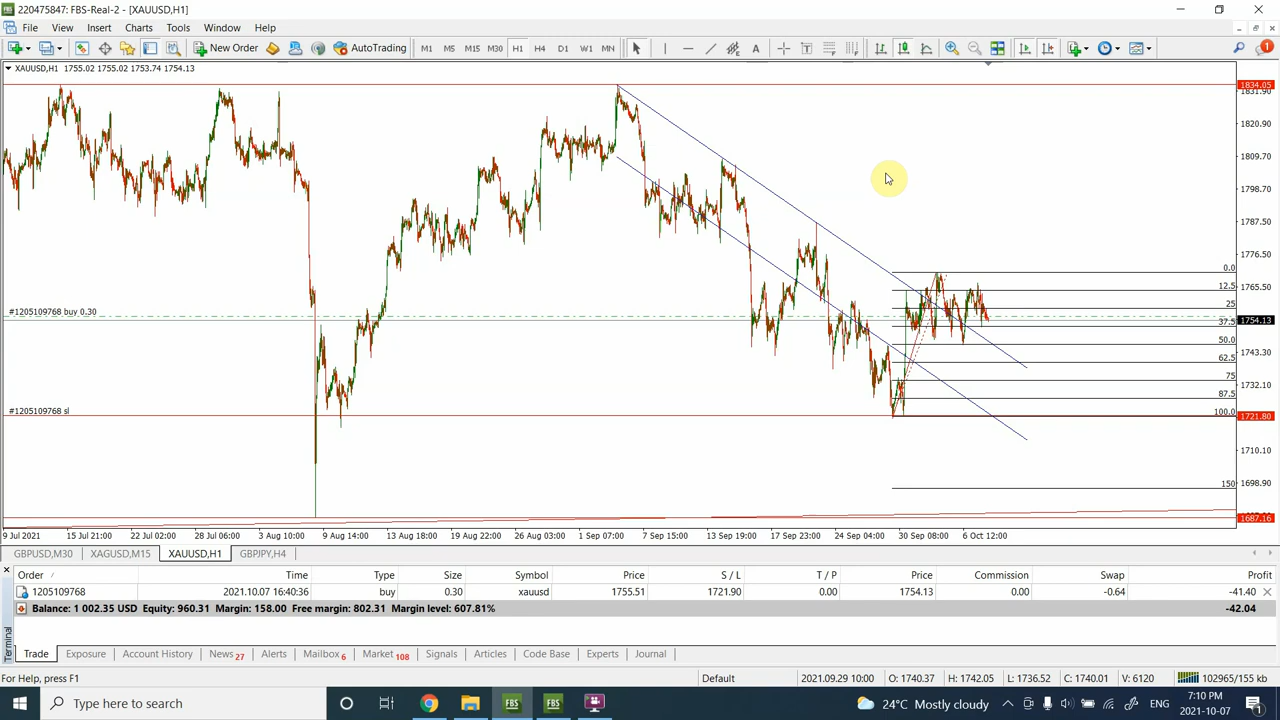 220475847: FBS-Real-2 - [XAUUSD,H1]
File View Insert Charts Tools Window Help
New Order AutoTrading M1 M5 M15 M30 H1 H4 D1 W1 MN A T 1
XAUUSD,H1 1755.02 1755.02 1753.74 1754.13
1834.05
1831.90
1820.90
1809.70
1798.70
1787.50
1776.50
0.0
12.5 1765.50
25
#1205109768 buy 0.30
1754.13
37.5
50.0
1743.30
62.5
75
1732.10
87.5
#1205109768 sl 100.0 1721.80
1710.10
150 1698.90
1687.16
9 Jul 2021 15 Jul 21:00 22 Jul 02:00 28 Jul 06:00 3 Aug 10:00 9 Aug 14:00 13 Aug 18:00 19 Aug 22:00 26 Aug 03:00 1 Sep 07:00 7 Sep 15:00 13 Sep 19:00 17 Sep 23:00 24 Sep 04:00 30 Sep 08:00 6 Oct 12:00
GBPUSD,M30 XAGUSD,M15 XAUUSD,H1 GBPJPY,H4
Order Time Type Size Symbol Price S / L T / P Price Commission Swap Profit
1205109768 2021.10.07 16:40:36 buy 0.30 xauusd 1755.51 1721.90 0.00 1754.13 0.00 -0.64 -41.40
Balance: 1 002.35 USD Equity: 960.31 Margin: 158.00 Free margin: 802.31 Margin level: 607.81% -42.04
Terminal
Trade Exposure Account History News 27 Alerts Mailbox 6 Market 108 Signals Articles Code Base Experts Journal
For Help, press F1 Default 2021.09.29 10:00 O: 1740.37 H: 1742.05 L: 1736.52 C: 1740.01 V: 6120 102965/155 kb
Type here to search FBS FBS 24°C Mostly cloudy 7:10 PM
2021-10-07 1